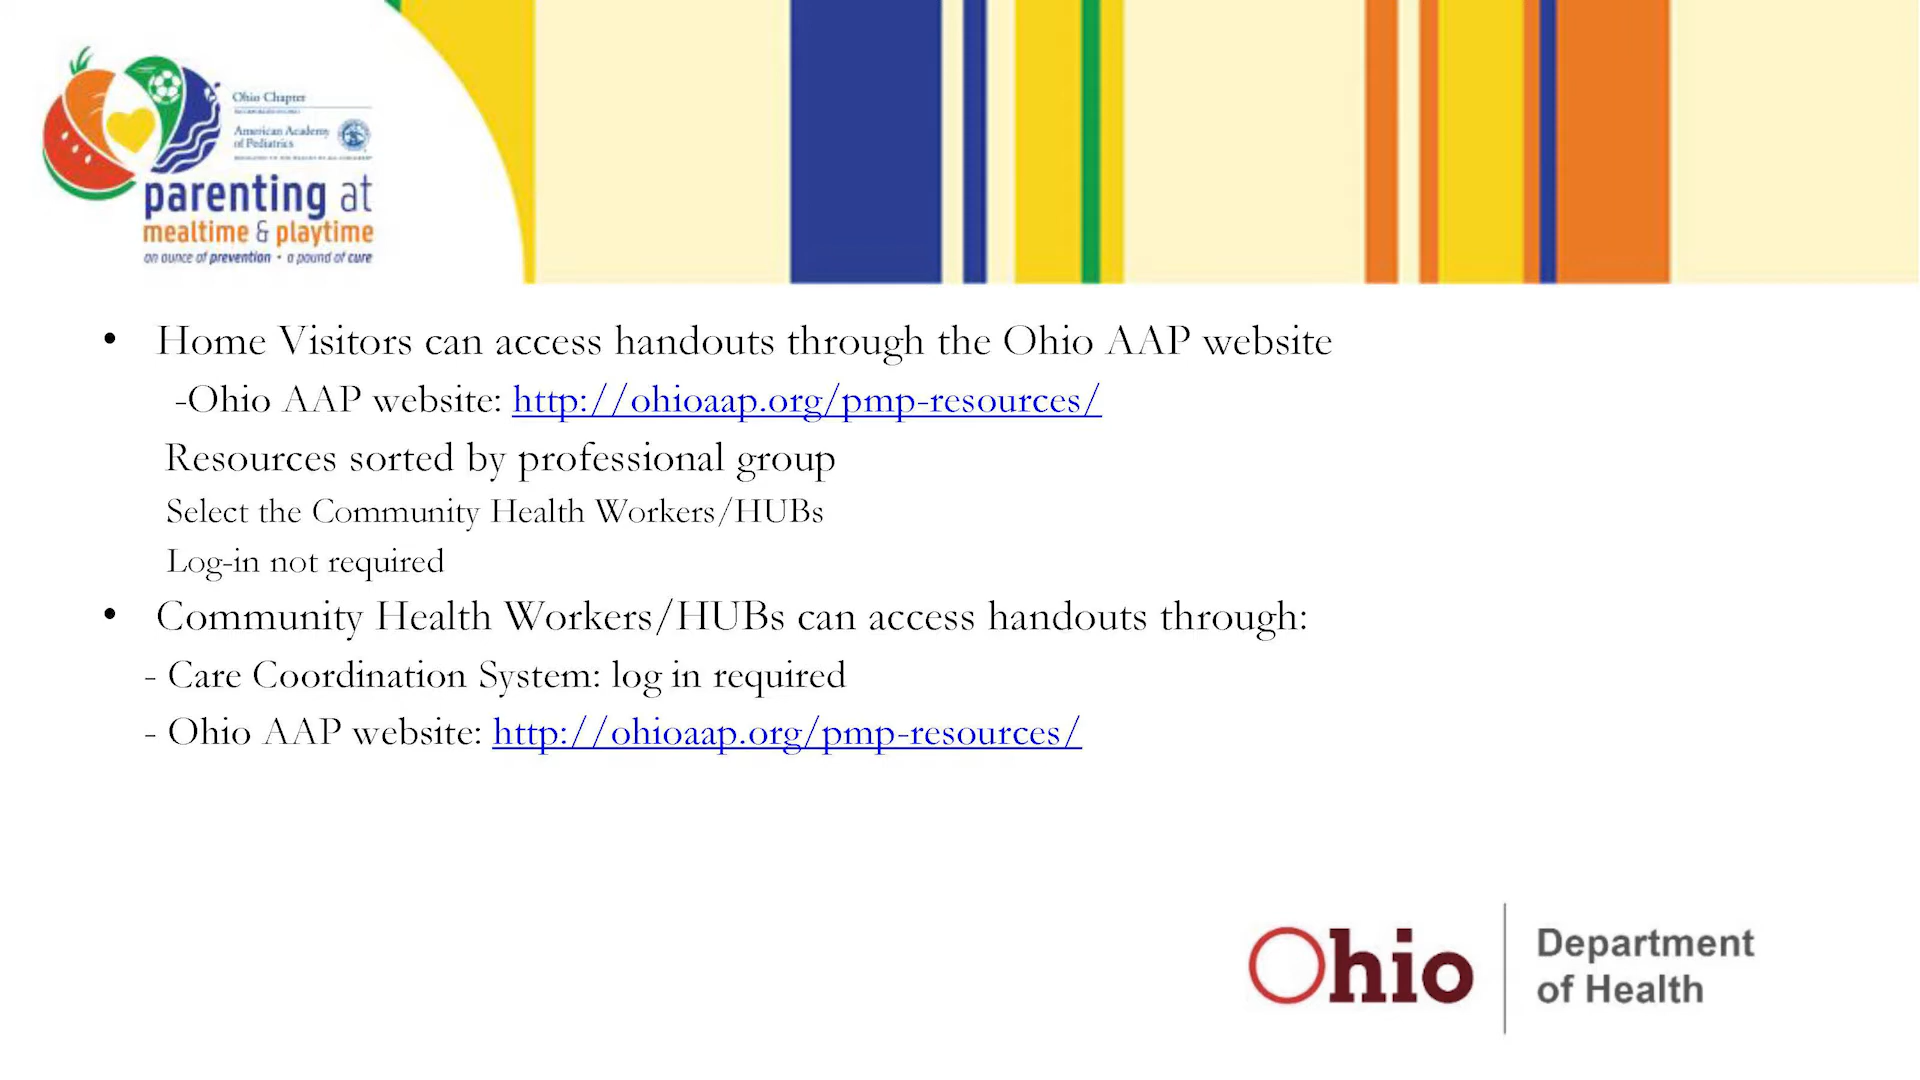 Ohio Chapter
American Academy
of Pediatrics
parenting at
mealtime & playtime
an ounce of prevention • a pound of cure
• Home Visitors can access handouts through the Ohio AAP website
-Ohio AAP website: http://ohioaap.org/pmp-resources/
Resources sorted by professional group
Select the Community Health Workers/HUBs
Log-in not required
• Community Health Workers/HUBs can access handouts through:
- Care Coordination System: log in required
- Ohio AAP website: http://ohioaap.org/pmp-resources/
Ohio
Department
of Health